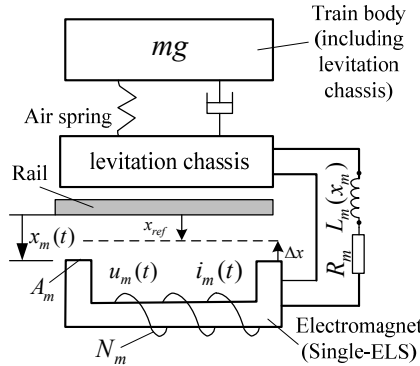 Train body
(including
levitation
chassis)
mg
Air spring
levitation chassis
Rail
x_m(t)
x_ref
Δx
L_m(x_m)
R_m
A_m
u_m(t)
i_m(t)
N_m
Electromagnet
(Single-ELS)